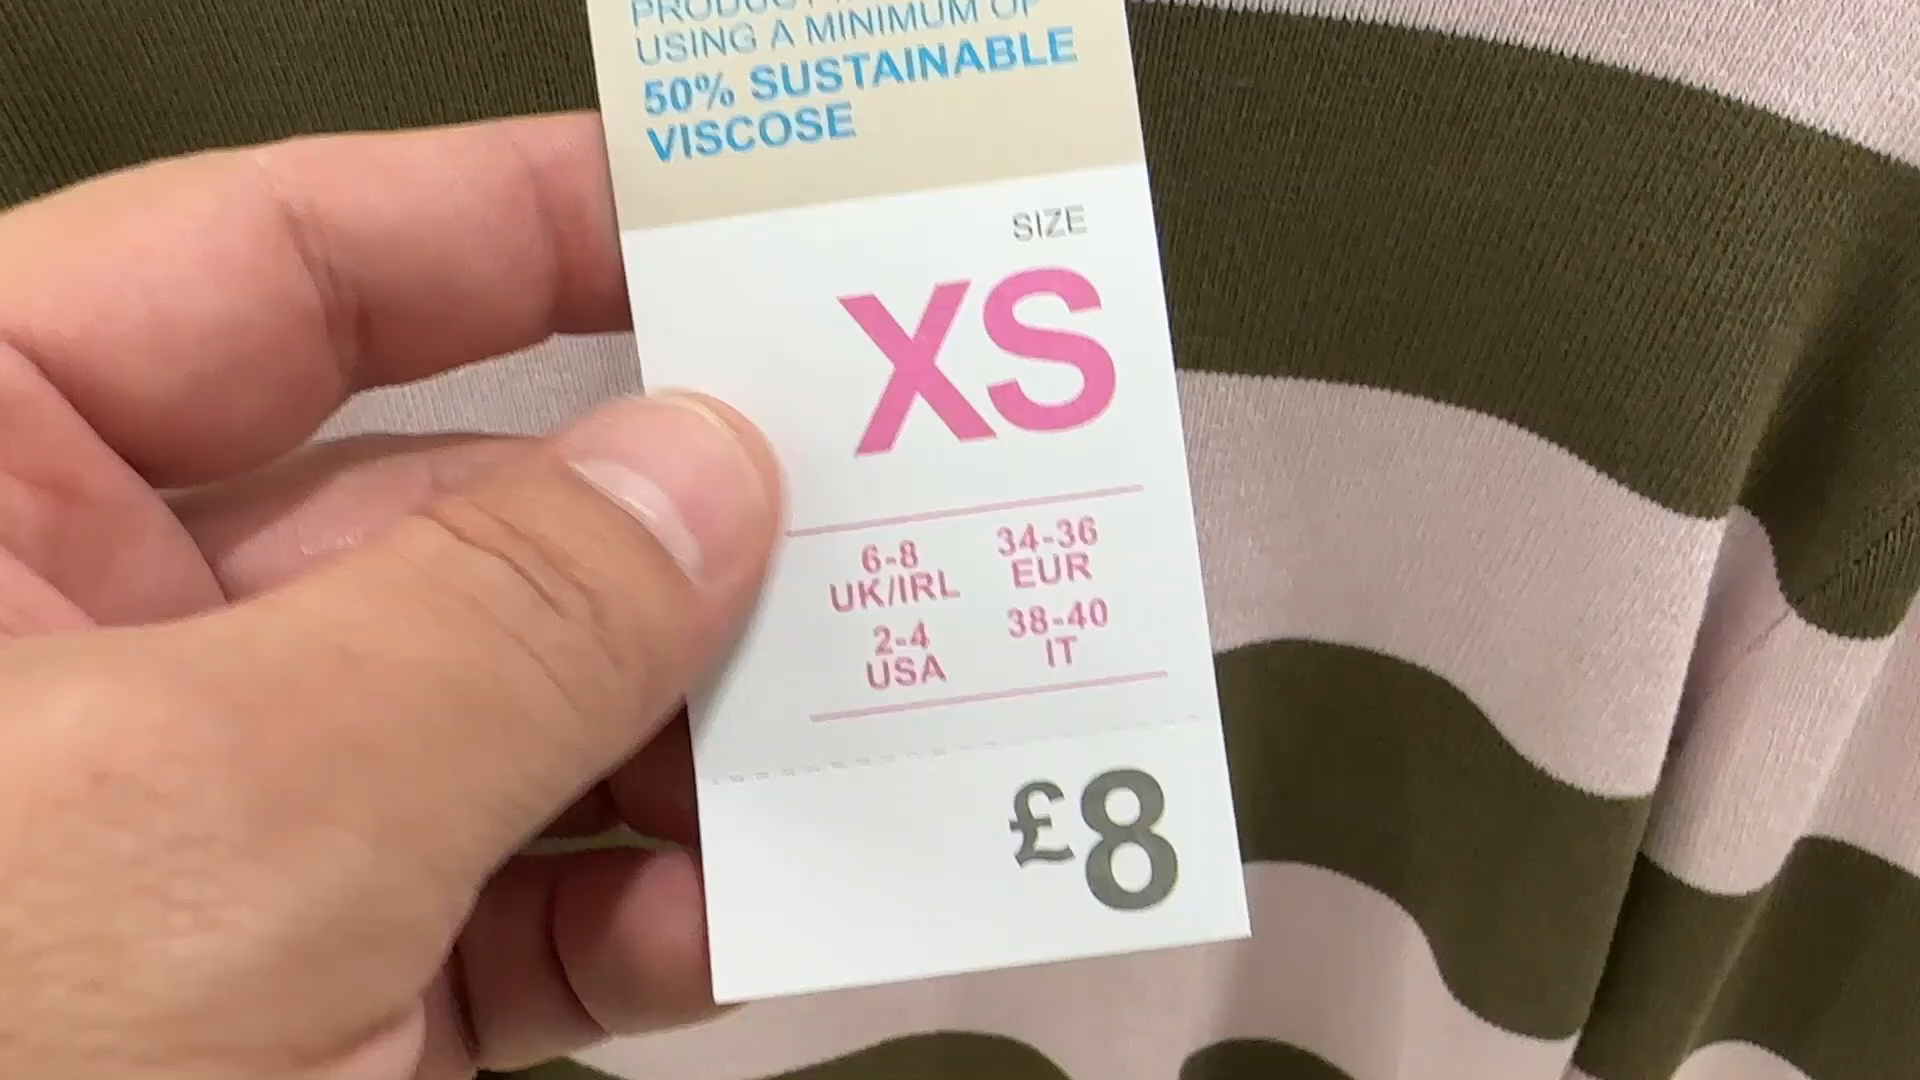 USING A MINIMUM OF
50% SUSTAINABLE
VISCOSE
SIZE
XS
6-8
UK/IRL
34-36
EUR
2-4
USA
38-40
IT
£8